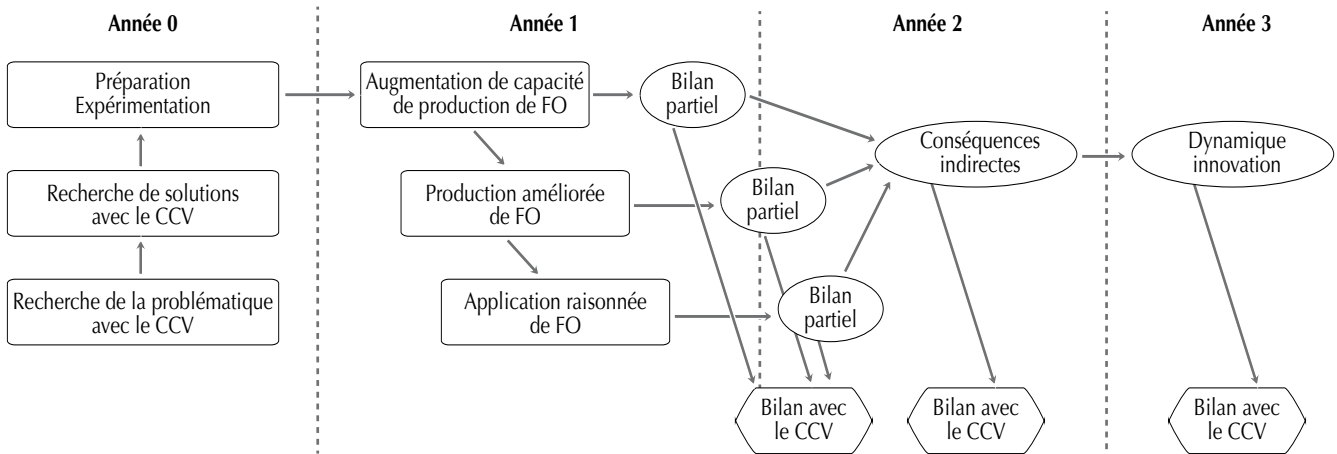 Année 0
Année 1
Année 2
Année 3
Préparation
Expérimentation
Augmentation de capacité
de production de FO
Bilan
partiel
Conséquences
indirectes
Dynamique
innovation
Recherche de solutions
avec le CCV
Production améliorée
de FO
Bilan
partiel
Recherche de la problématique
avec le CCV
Application raisonnée
de FO
Bilan
partiel
Bilan avec
le CCV
Bilan avec
le CCV
Bilan avec
le CCV